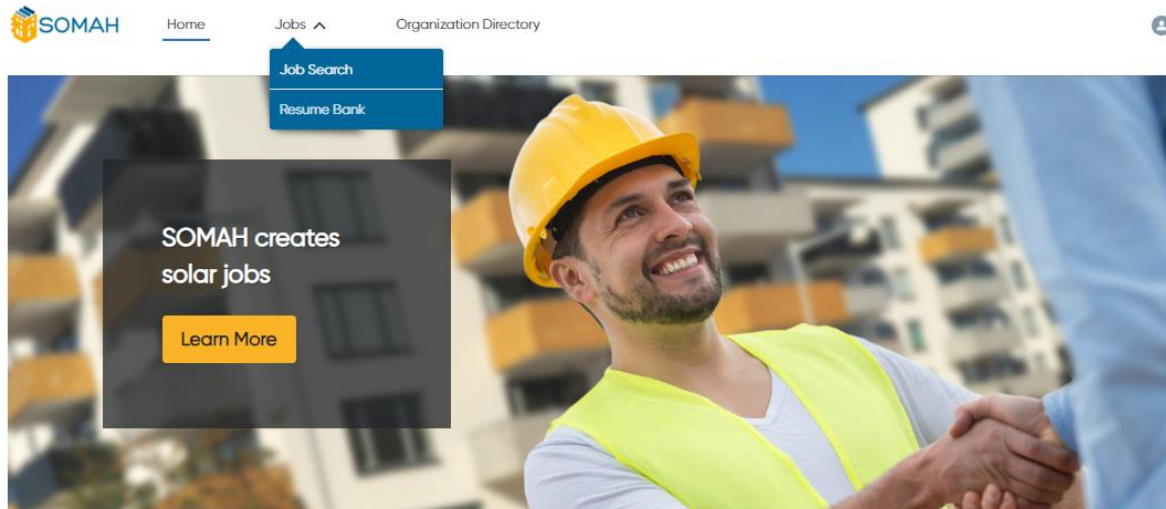 SOMAH
Home
Jobs
Organization Directory
Job Search
Resume Bank
SOMAH creates
solar jobs
Learn More